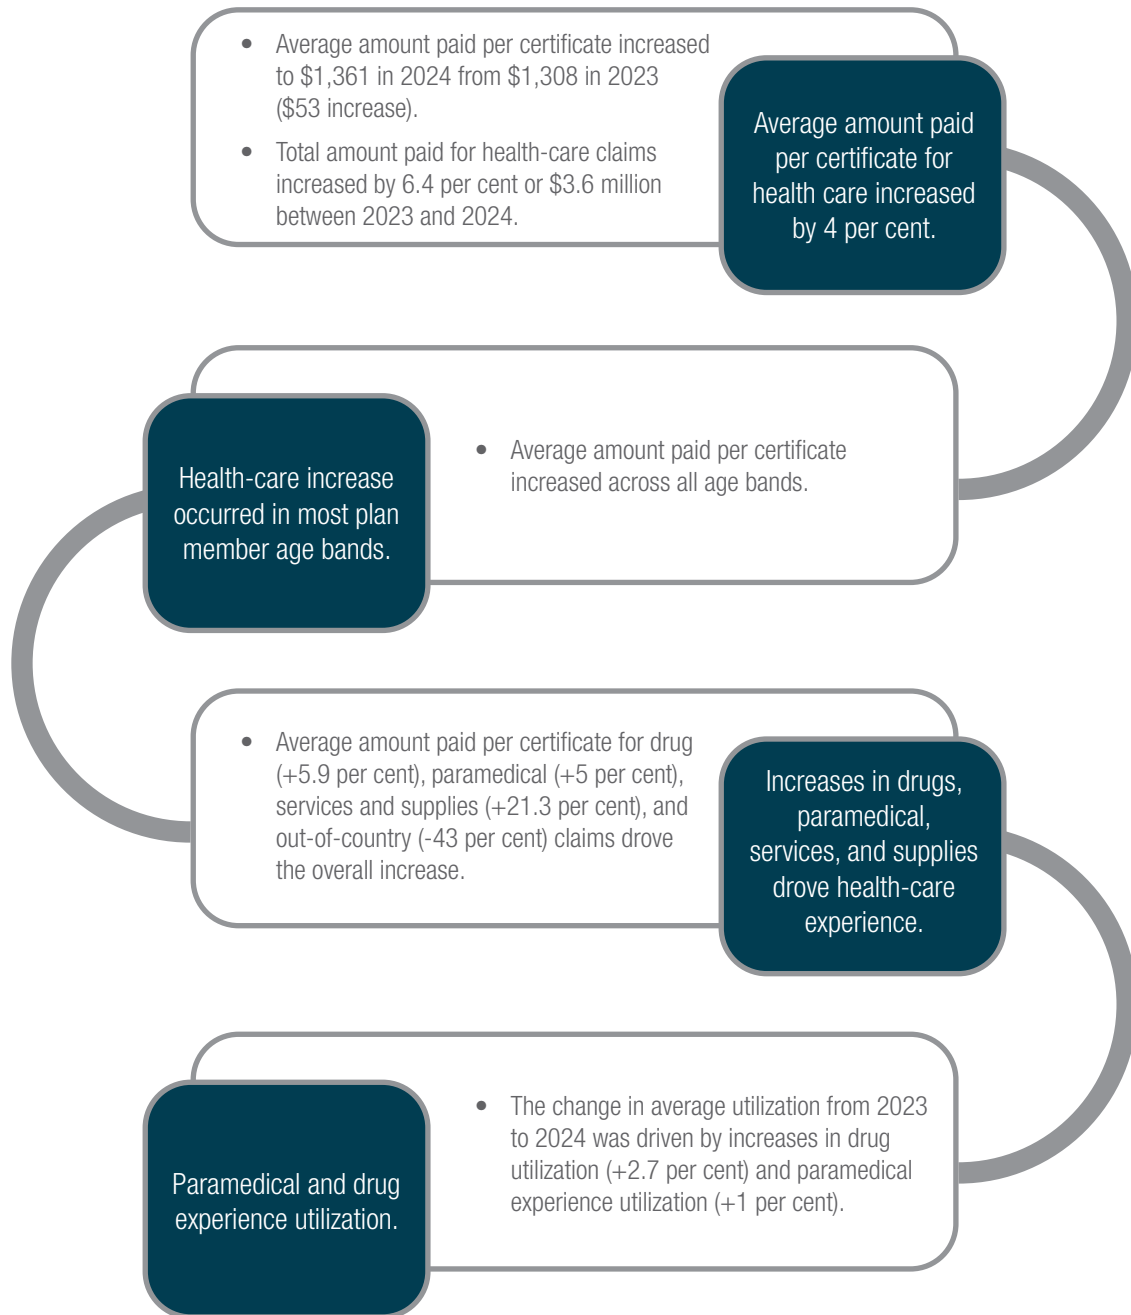 • Average amount paid per certificate increased
to $1,361 in 2024 from $1,308 in 2023
($53 increase).
• Total amount paid for health-care claims
increased by 6.4 per cent or $3.6 million
between 2023 and 2024.
Average amount paid
per certificate for
health care increased
by 4 per cent.
Health-care increase
occurred in most plan
member age bands.
• Average amount paid per certificate
increased across all age bands.
• Average amount paid per certificate for drug
(+5.9 per cent), paramedical (+5 per cent),
services and supplies (+21.3 per cent), and
out-of-country (-43 per cent) claims drove
the overall increase.
Increases in drugs,
paramedical,
services, and supplies
drove health-care
experience.
Paramedical and drug
experience utilization.
• The change in average utilization from 2023
to 2024 was driven by increases in drug
utilization (+2.7 per cent) and paramedical
experience utilization (+1 per cent).